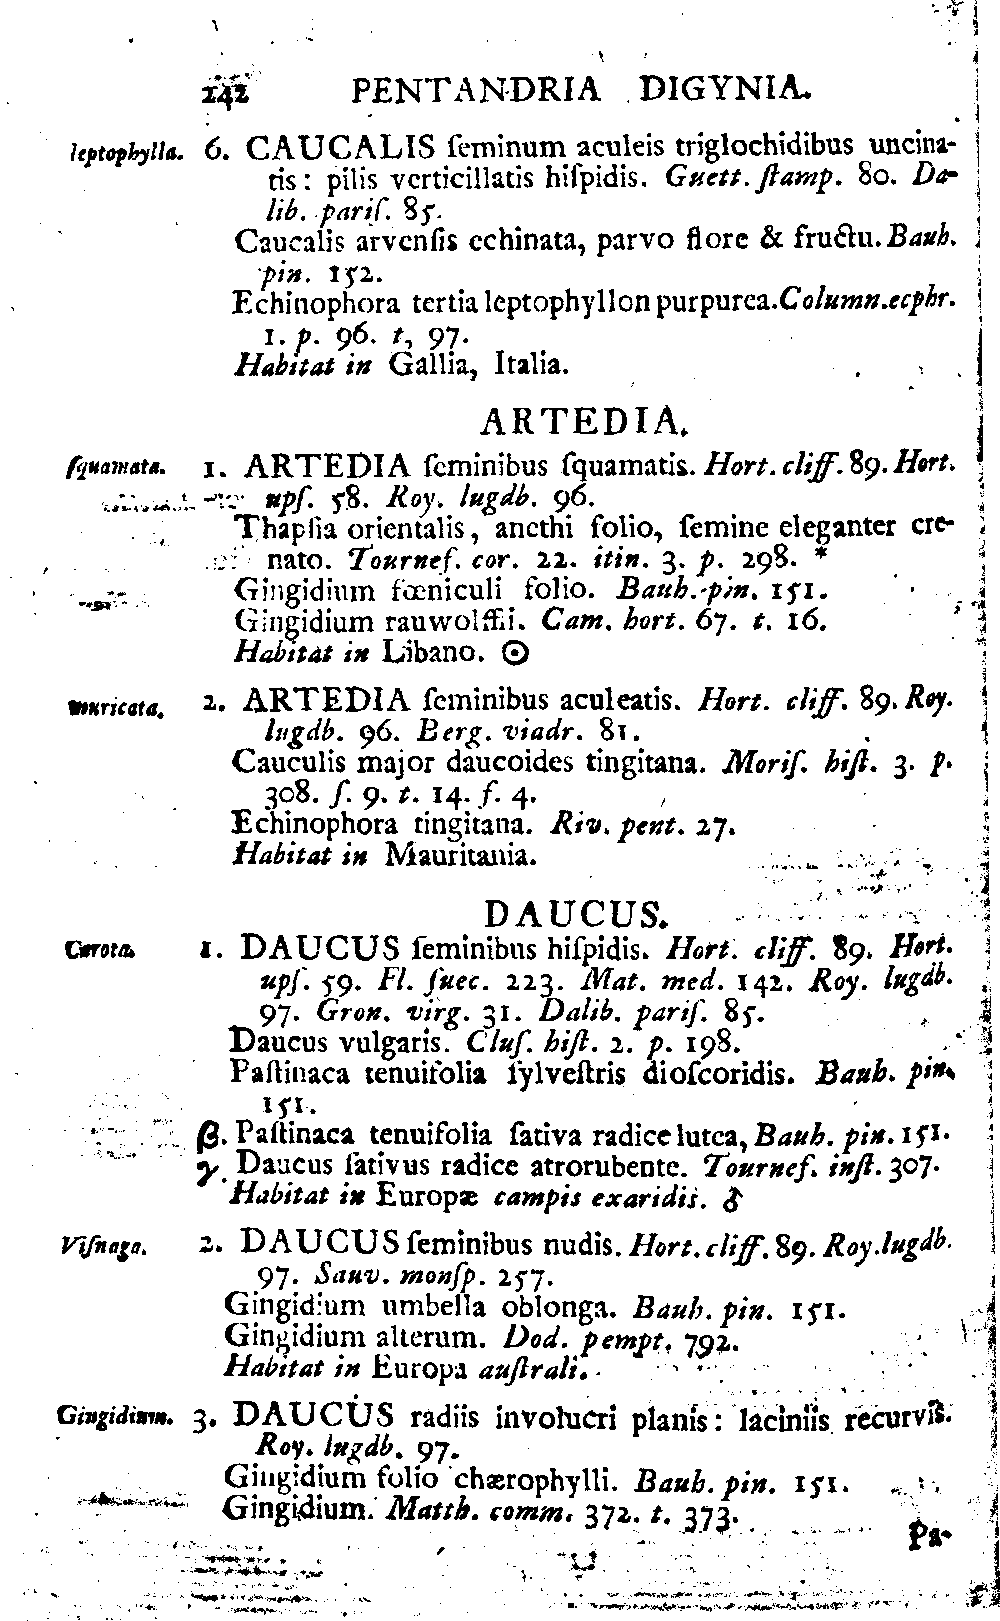 242 PENTANDRIA DIGYNIA.
leptophylla. 6. CAUCALIS ſeminum aculeis triglochidibus uncina-
tis: pilis verticillatis hiſpidis. Guett. ſtamp. 80. Da-
lib. pariſ. 85.
Caucalis arvenſis echinata, parvo flore & fructu. Bauh.
pin. 152.
Echinophora tertia leptophyllon purpurea. Column. ecphr.
1. p. 96. t, 97.
Habitat in Gallia, Italia.
ARTEDIA.
ſquamata. 1. ARTEDIA ſeminibus ſquamatis. Hort. cliff. 89. Hort.
upſ. 58. Roy. lugdb. 96.
Thapſia orientalis, anethi folio, ſemine eleganter cre-
nato. Tournef. cor. 22. itin. 3. p. 298. *
Gingidium fœniculi folio. Bauh. pin. 151.
Gingidium rauwolffii. Cam. hort. 67. t. 16.
Habitat in Libano. ☉
muricata. 2. ARTEDIA ſeminibus aculeatis. Hort. cliff. 89. Roy.
lugdb. 96. Berg. viadr. 81.
Cauculis major daucoides tingitana. Moriſ. hiſt. 3. p.
308. ſ. 9. t. 14. f. 4.
Echinophora tingitana. Riv. pent. 27.
Habitat in Mauritania.
DAUCUS.
Carota. 1. DAUCUS ſeminibus hiſpidis. Hort. cliff. 89. Hort.
upſ. 59. Fl. ſuec. 223. Mat. med. 142. Roy. lugdb.
97. Gron. virg. 31. Dalib. pariſ. 85.
Daucus vulgaris. Cluſ. hiſt. 2. p. 198.
Paſtinaca tenuifolia ſylveſtris dioſcoridis. Bauh. pin.
151.
β. Paſtinaca tenuifolia ſativa radice lutea, Bauh. pin. 151.
γ. Daucus ſativus radice atrorubente. Tournef. inſt. 307.
Habitat in Europæ campis exaridis. ♂
Viſnaga. 2. DAUCUS ſeminibus nudis. Hort. cliff. 89. Roy. lugdb.
97. Sauv. monſp. 257.
Gingidium umbella oblonga. Bauh. pin. 151.
Gingidium alterum. Dod. pempt. 792.
Habitat in Europa auſtrali.
Gingidium. 3. DAUCUS radiis involucri planis: laciniis recurvis.
Roy. lugdb. 97.
Gingidium folio chærophylli. Bauh. pin. 151.
Gingidium. Matth. comm. 372. t. 373.
Pa-